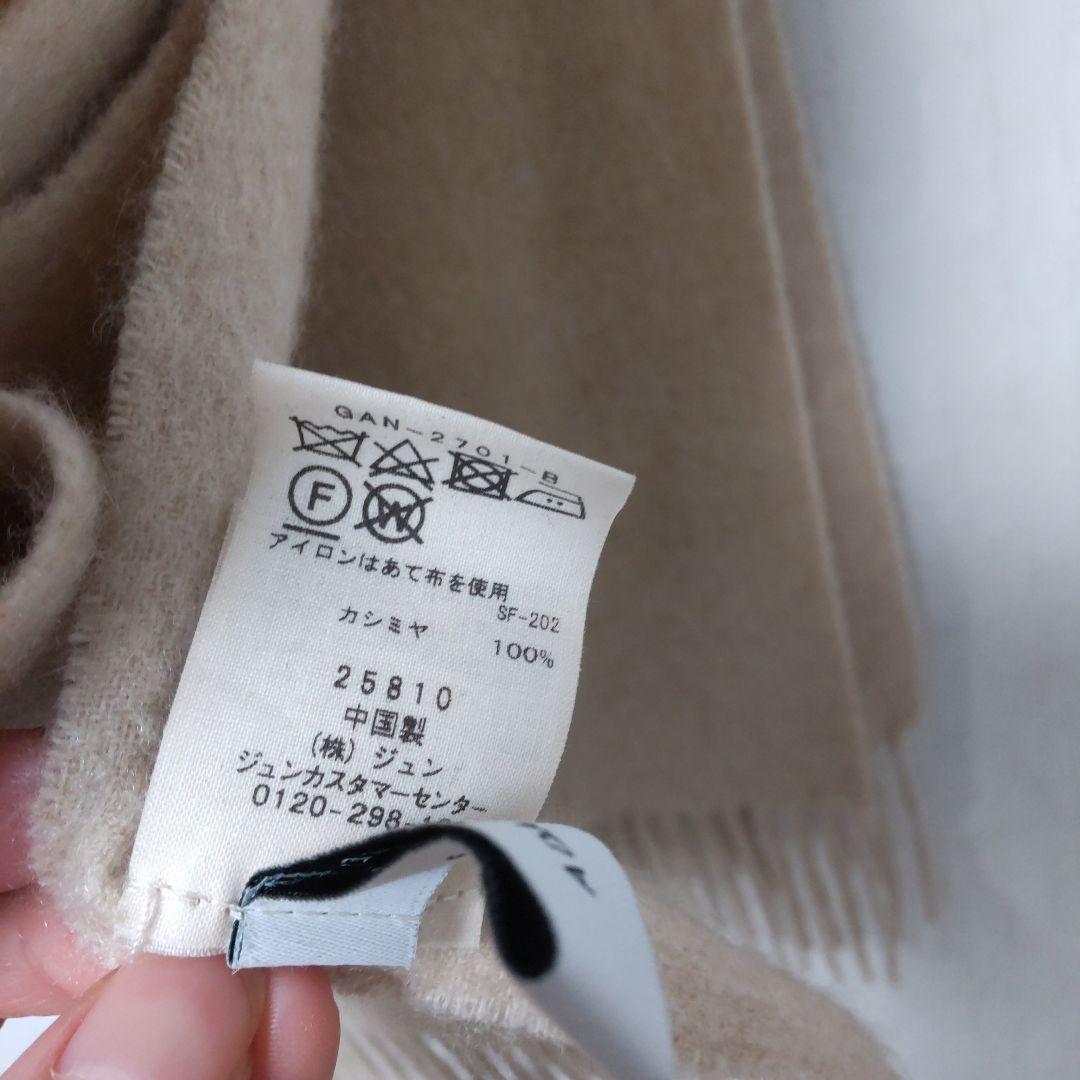 GAN-2701-B
F W
アイロンはあて布を使用
SF-202
カシミヤ 100%
25810
中国製
(株) ジュン
ジュンカスタマーセンター
0120-298-